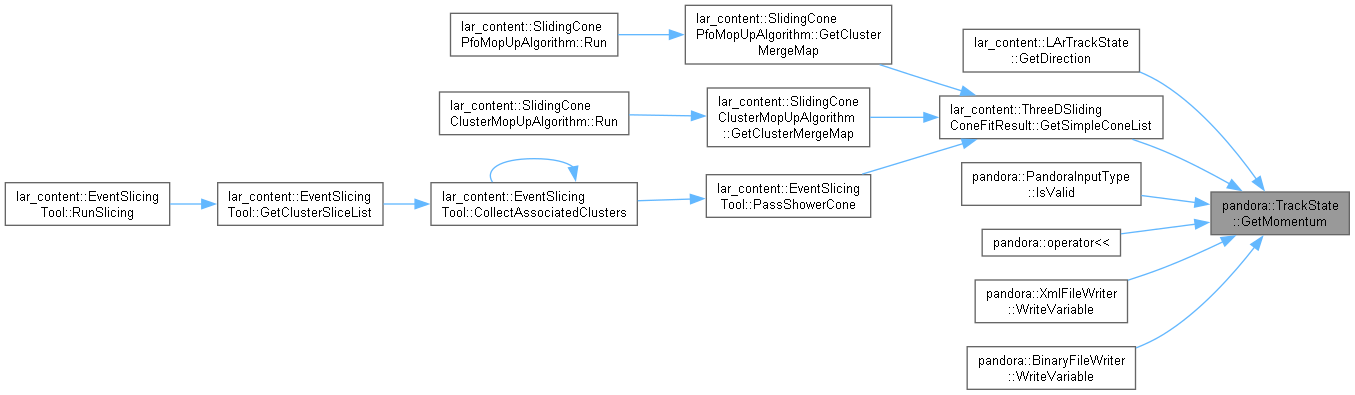 lar_content::SlidingCone
PfoMopUpAlgorithm::Run
lar_content::SlidingCone
PfoMopUpAlgorithm::GetCluster
MergeMap
lar_content::LArTrackState
::GetDirection
lar_content::SlidingCone
ClusterMopUpAlgorithm::Run
lar_content::SlidingCone
ClusterMopUpAlgorithm
::GetClusterMergeMap
lar_content::ThreeDSliding
ConeFitResult::GetSimpleConeList
lar_content::EventSlicing
Tool::RunSlicing
lar_content::EventSlicing
Tool::GetClusterSliceList
lar_content::EventSlicing
Tool::CollectAssociatedClusters
lar_content::EventSlicing
Tool::PassShowerCone
pandora::PandoraInputType
::IsValid
pandora::TrackState
::GetMomentum
pandora::operator<<
pandora::XmlFileWriter
::WriteVariable
pandora::BinaryFileWriter
::WriteVariable